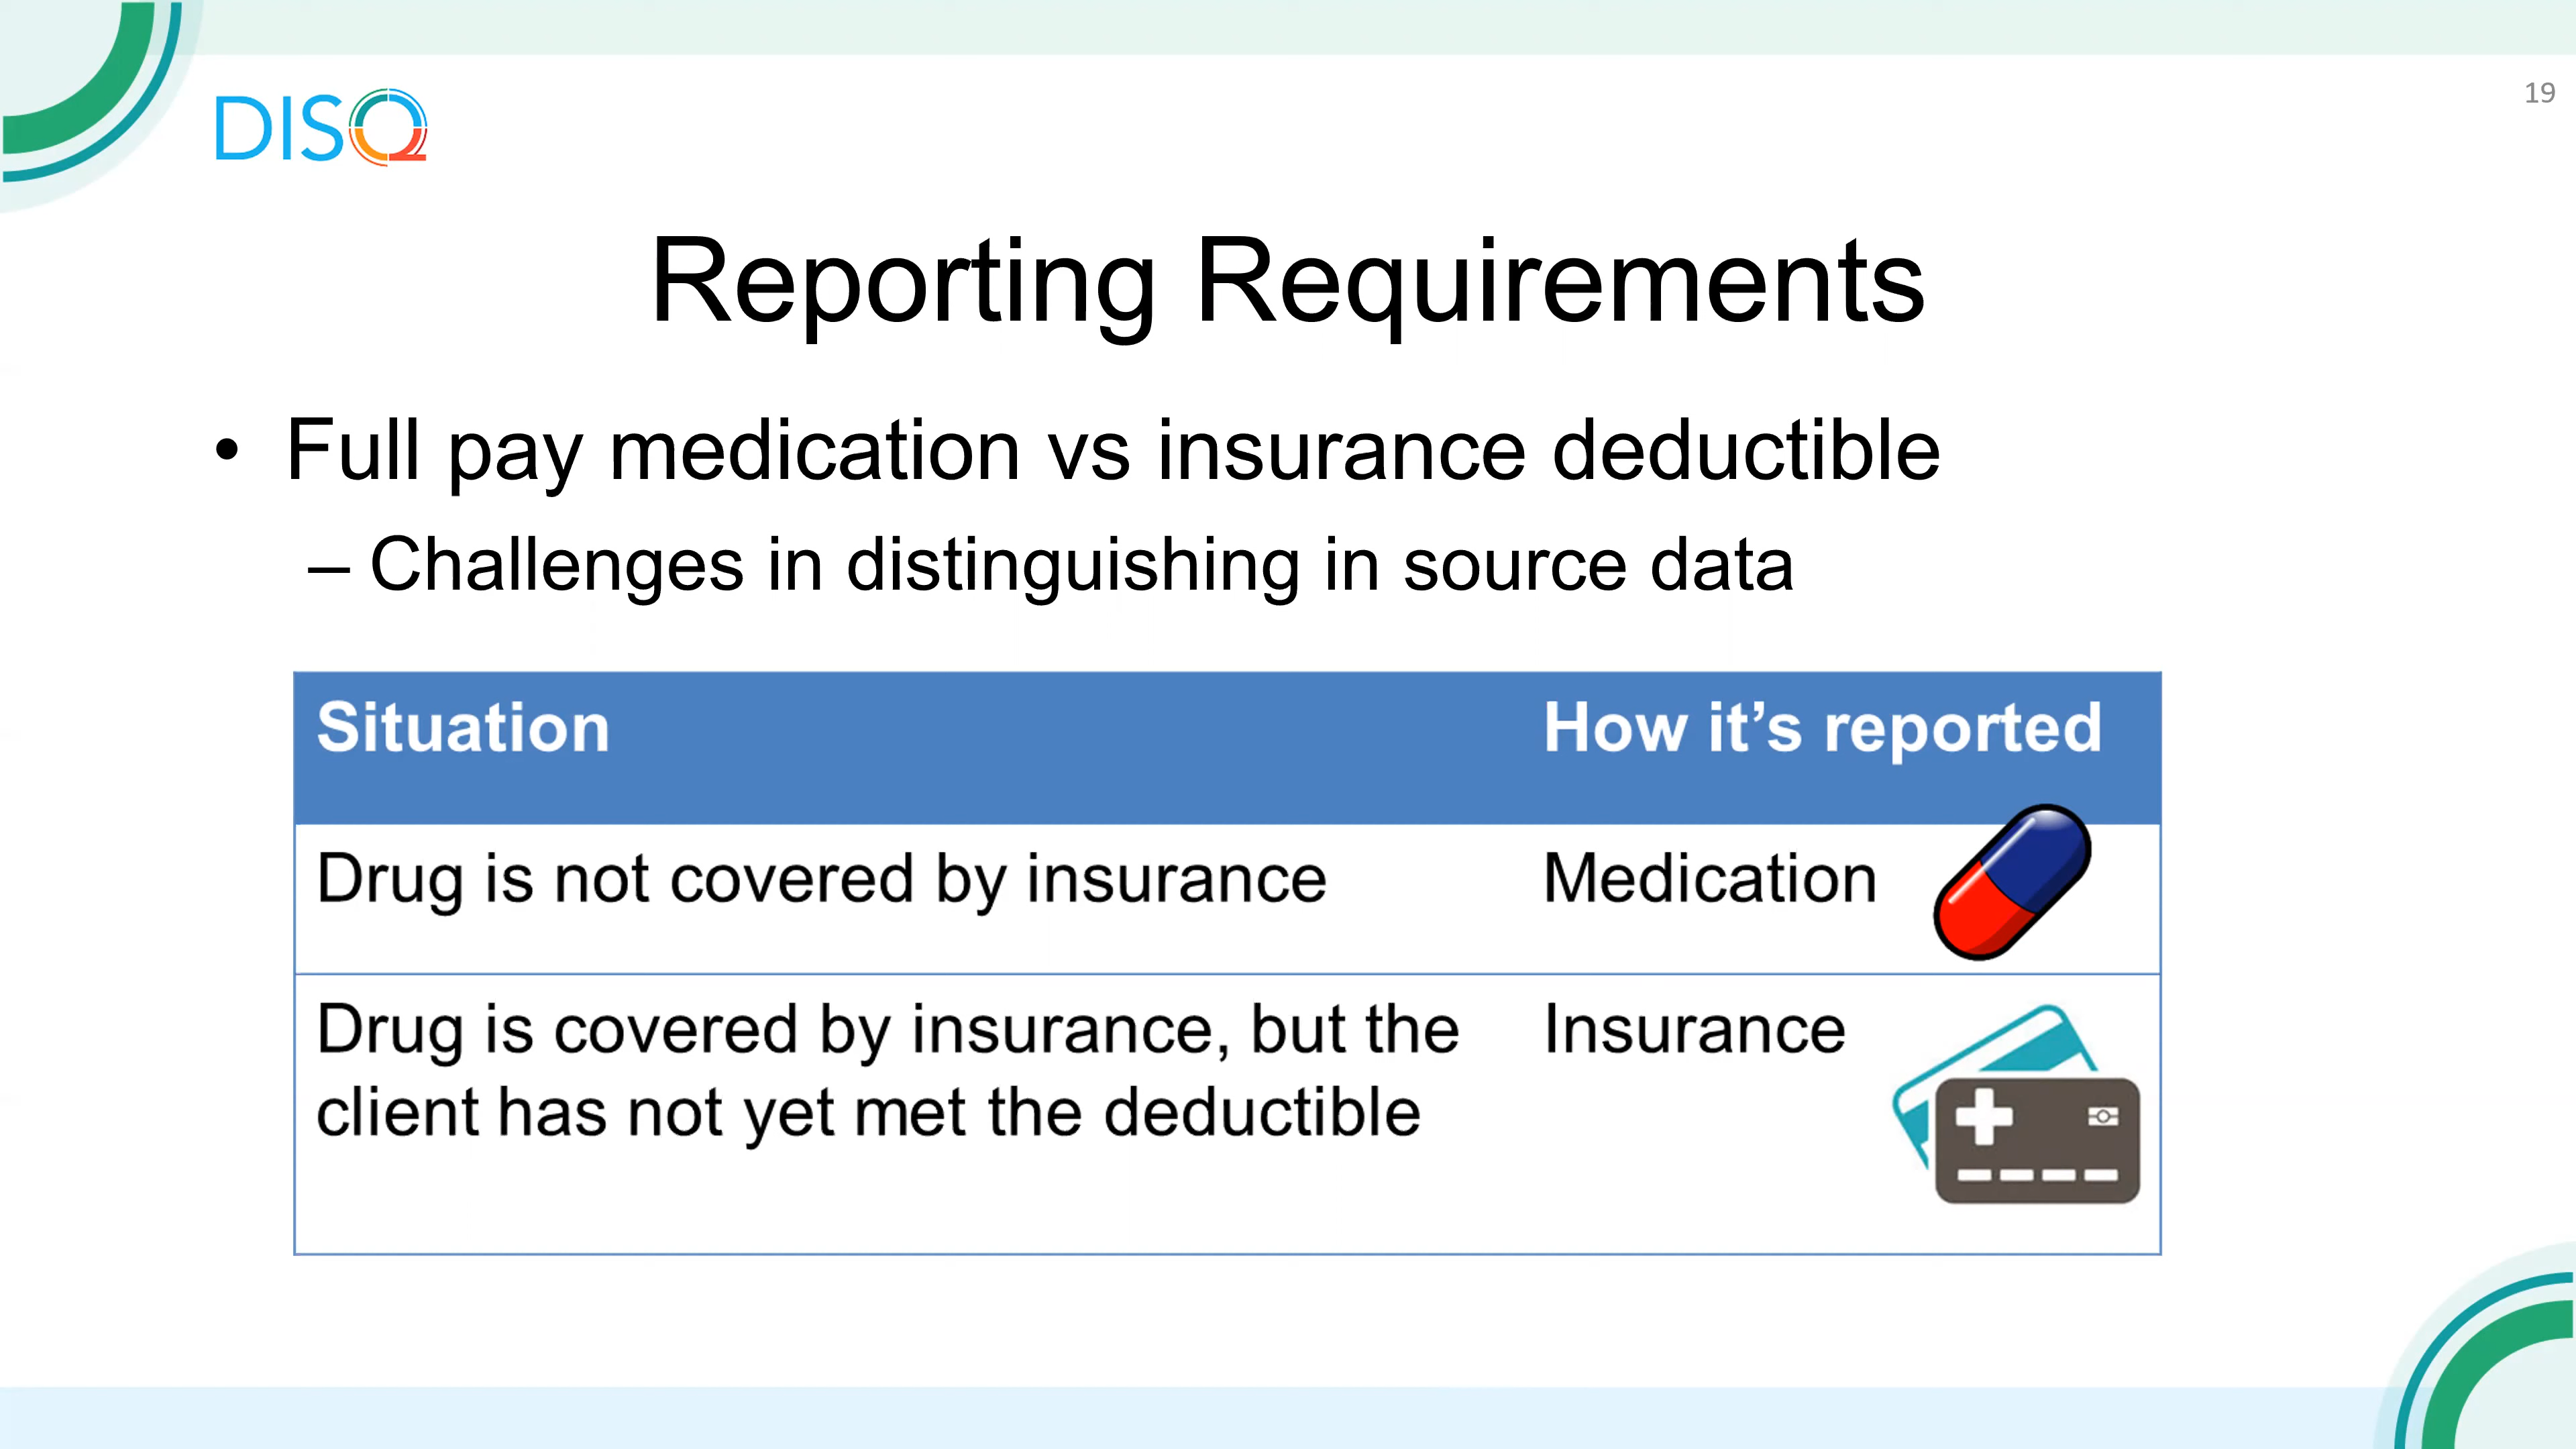 DISQ
19
Reporting Requirements
• Full pay medication vs insurance deductible
– Challenges in distinguishing in source data
Situation How it’s reported
Drug is not covered by insurance Medication
Drug is covered by insurance, but the Insurance
client has not yet met the deductible